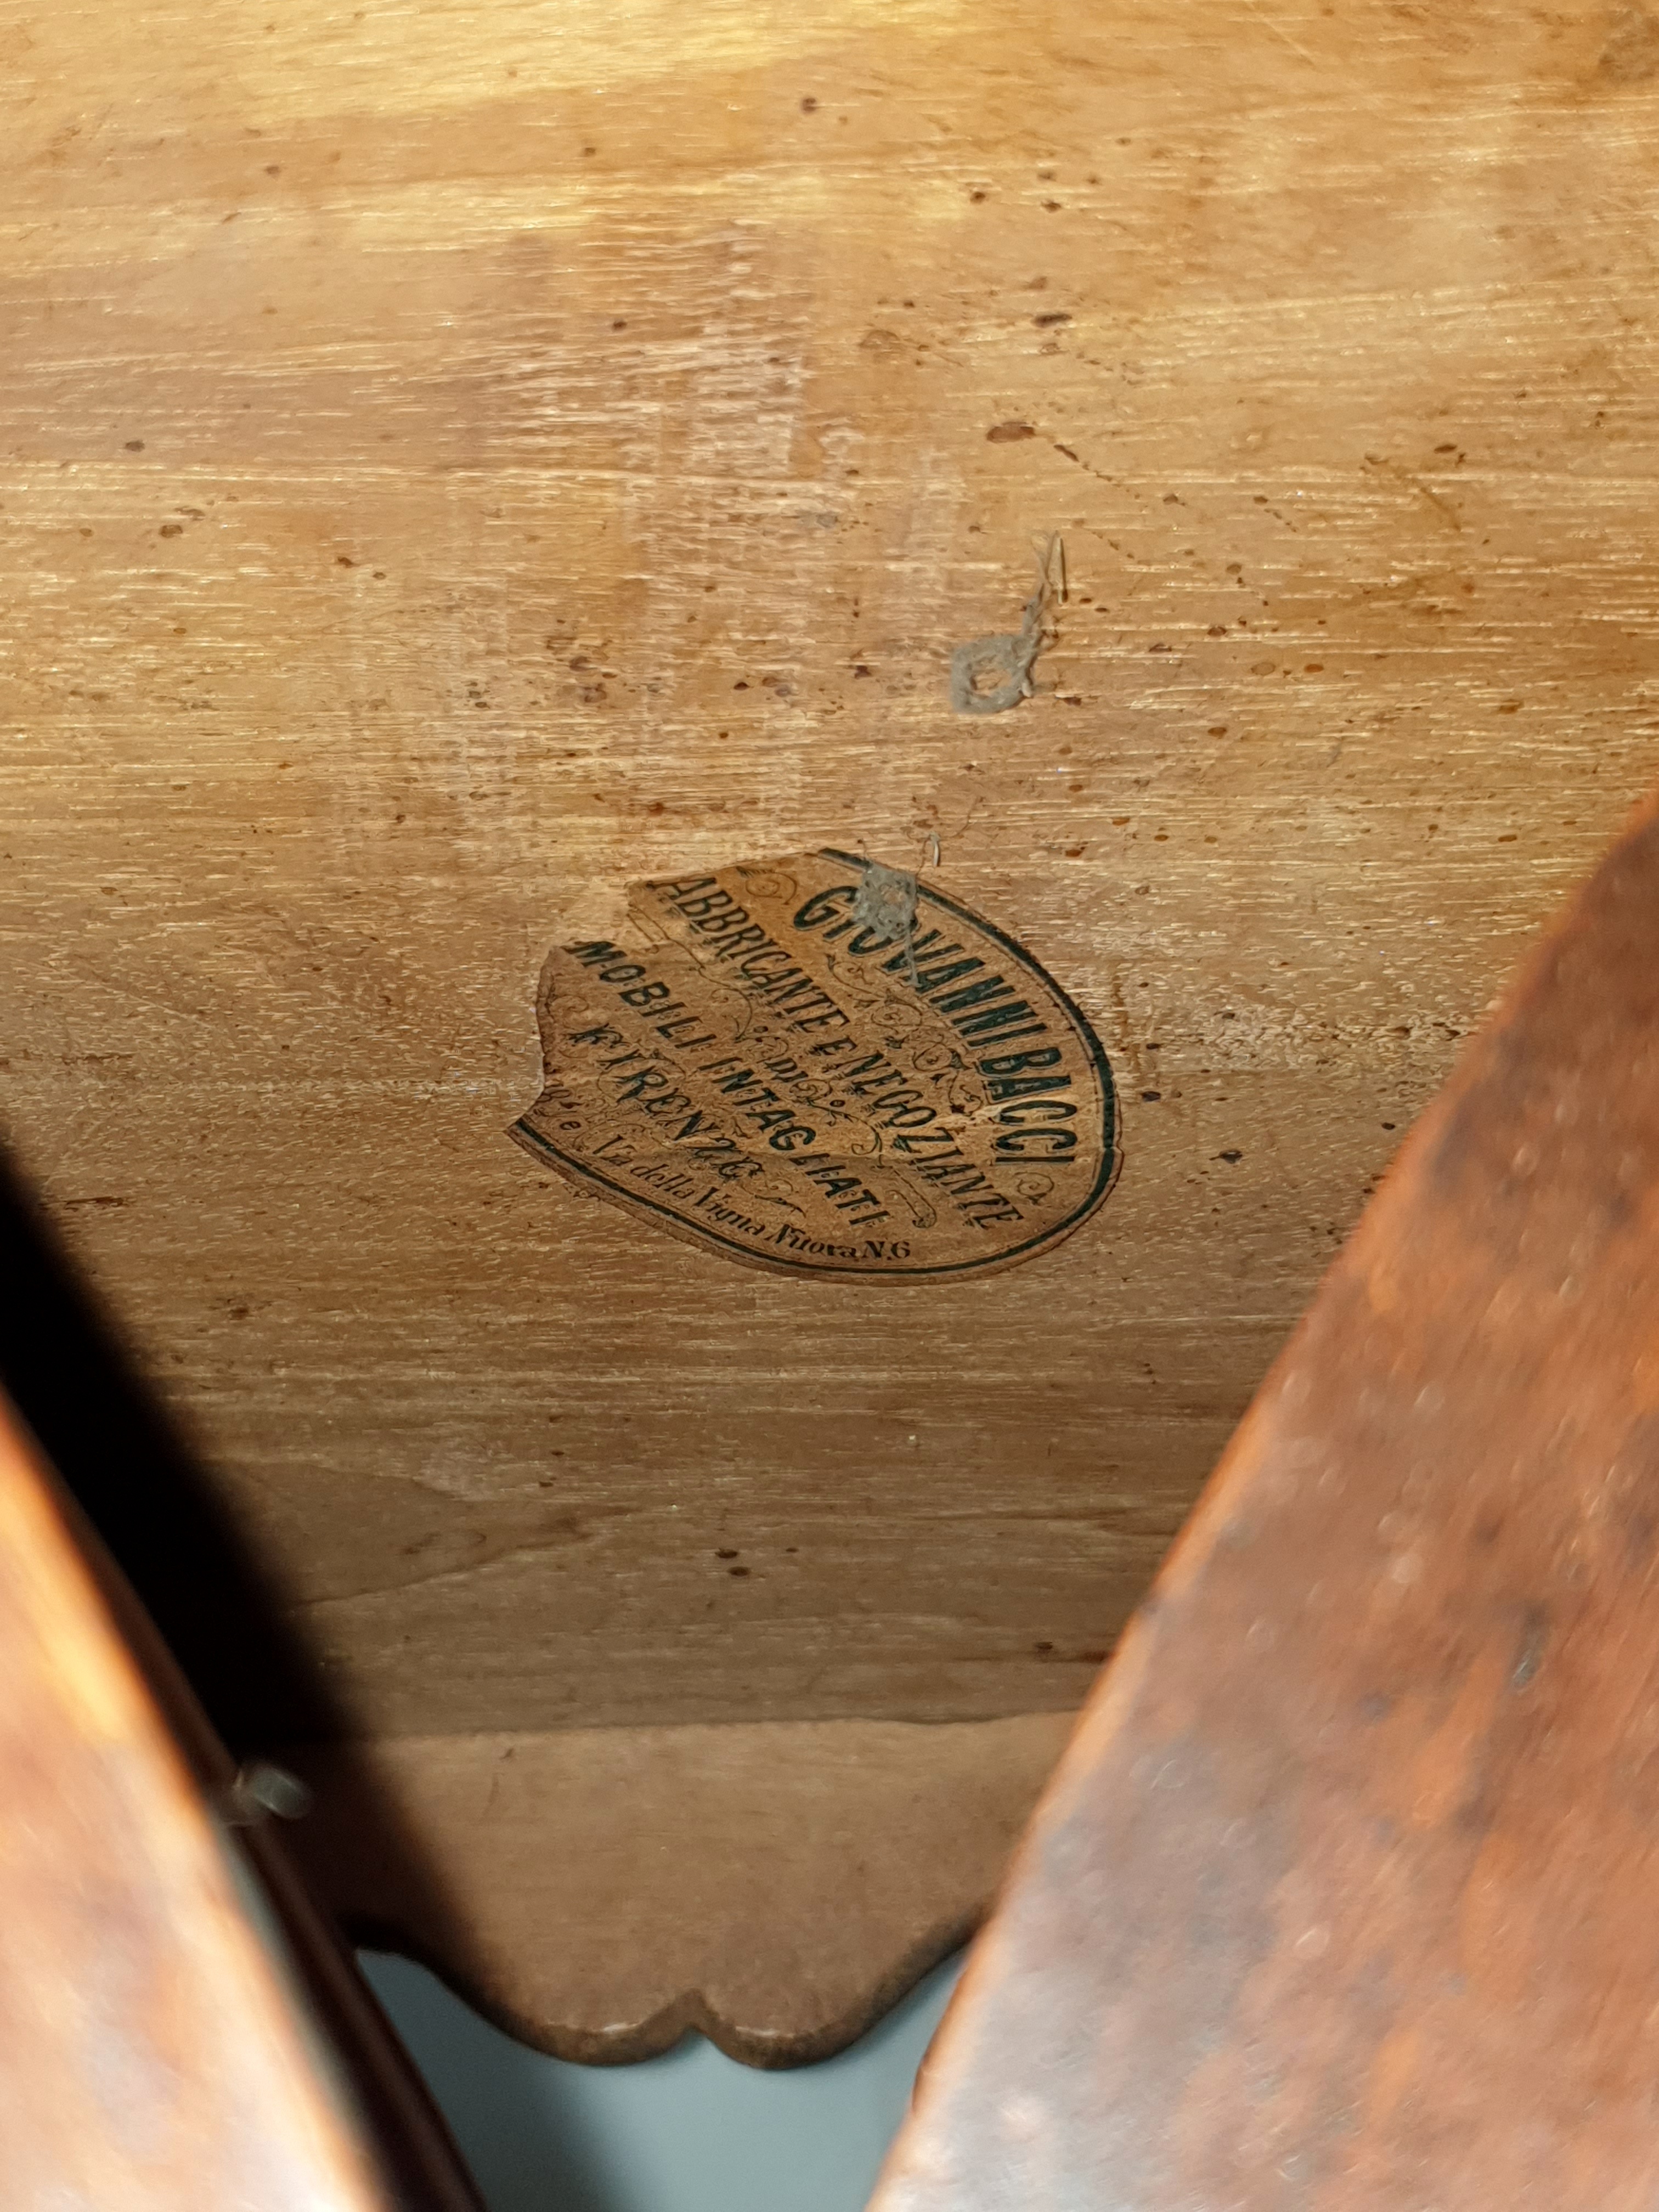 GIOVANNI BACCI
ABBRICANTE E NEGOZIANTE
DI
MOBILI INTAGLIATI
FIRENZE
e Via della Vigna Nuova N.6